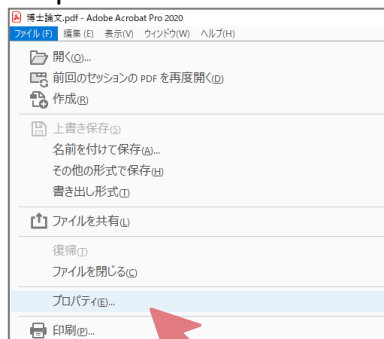 博士論文.pdf - Adobe Acrobat Pro 2020
ファイル(F) 編集(E) 表示(V) ウィンドウ(W) ヘルプ(H)
開く(O)...
前回のセッションの PDF を再度開く(D)
作成(R)
上書き保存(S)
名前を付けて保存(A)...
その他の形式で保存(H)
書き出し形式(T)
ファイルを共有(L)
復帰(T)
ファイルを閉じる(C)
プロパティ(E)...
印刷(P)...